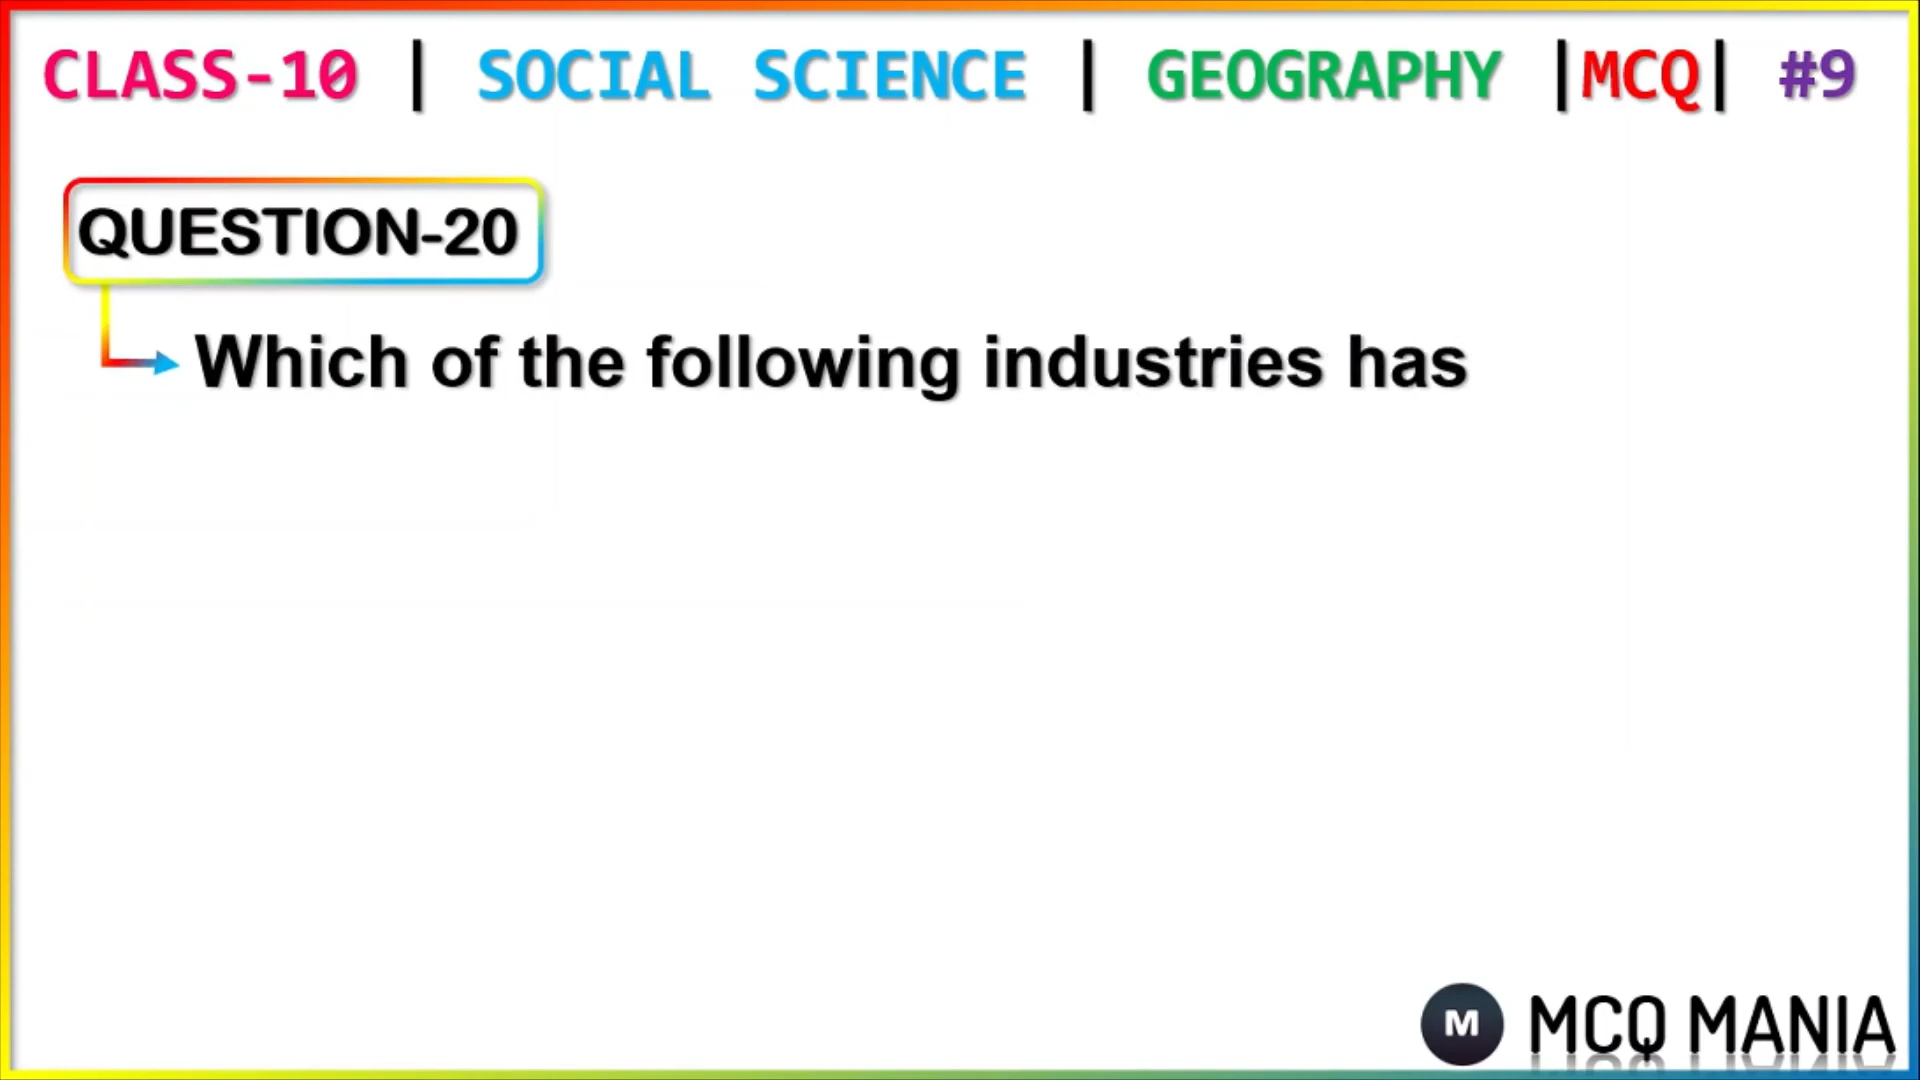 CLASS-10 | SOCIAL SCIENCE | GEOGRAPHY |MCQ| #9
QUESTION-20
Which of the following industries has
M MCQ MANIA